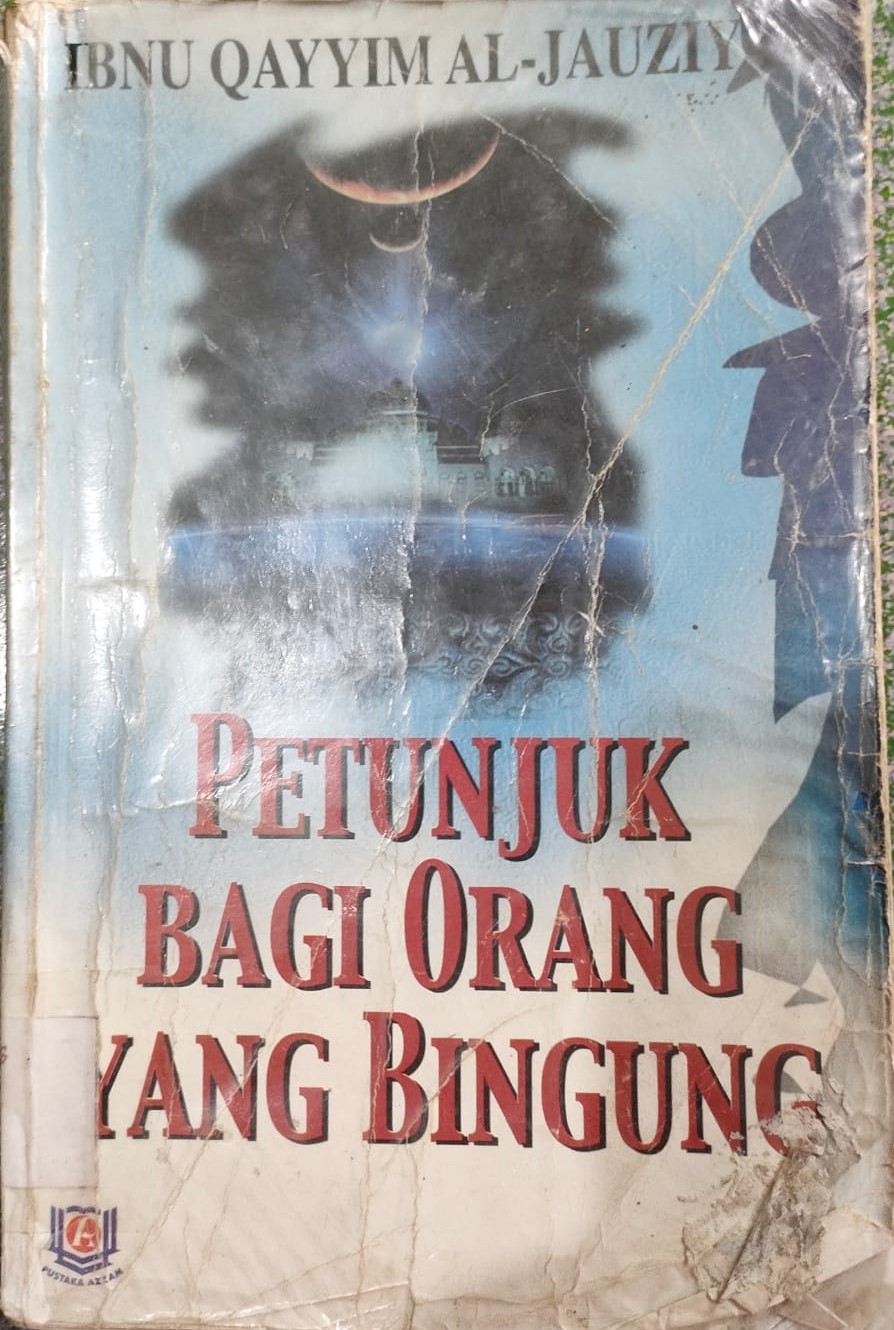 IBNU QAYYIM AL-JAUZIY
PETUNJUK
BAGI ORANG
YANG BINGUNG
A
PUSTAKA AZZAM